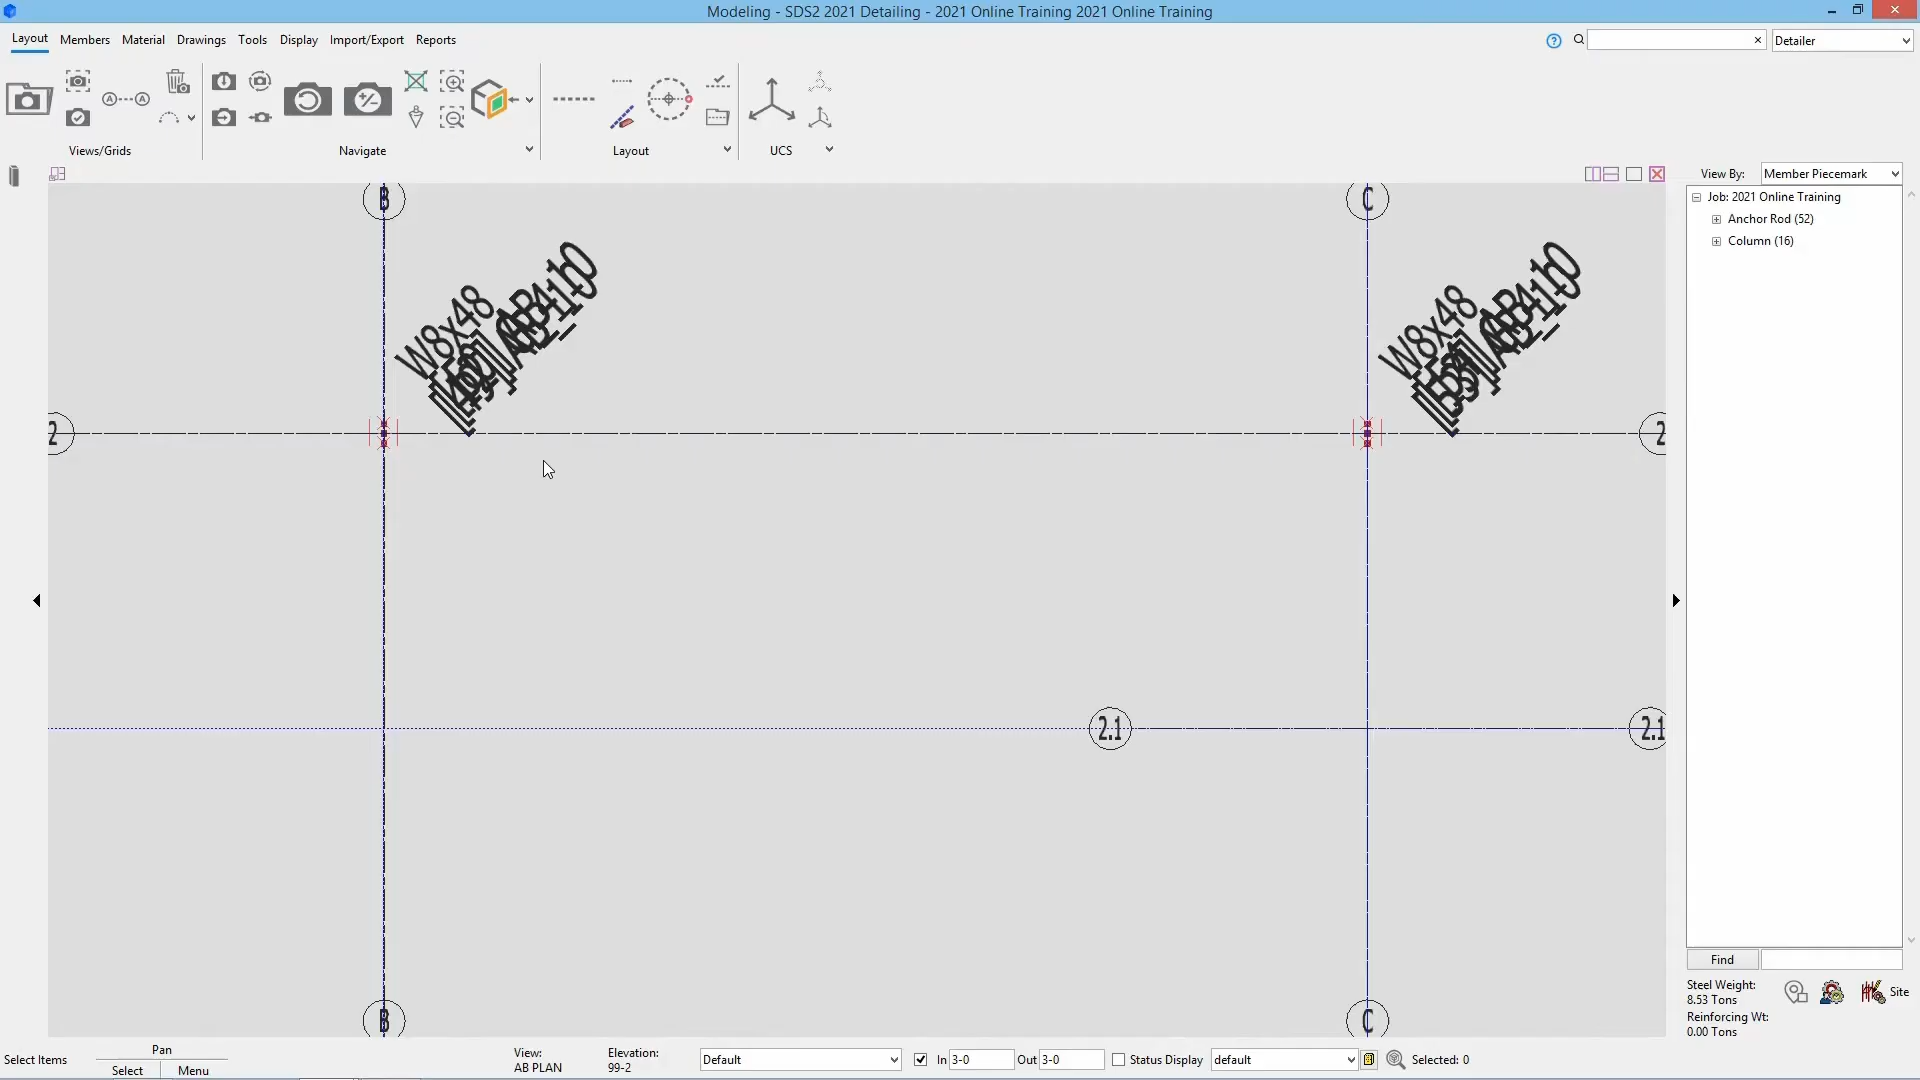 Modeling - SDS2 2021 Detailing - 2021 Online Training 2021 Online Training
Layout Members Material Drawings Tools Display Import/Export Reports
Detailer
Views/Grids Navigate Layout UCS
View By: Member Piecemark
Job: 2021 Online Training
Anchor Rod (52)
Column (16)
B C
W8x48 W8x48
2 2
2.1 2.1
B C
Find
Steel Weight:
8.53 Tons
Site
Reinforcing Wt:
0.00 Tons
Select Items
Pan
Select Menu
View:
AB PLAN
Elevation:
99-2
Default
In 3-0 Out 3-0 Status Display default Selected: 0